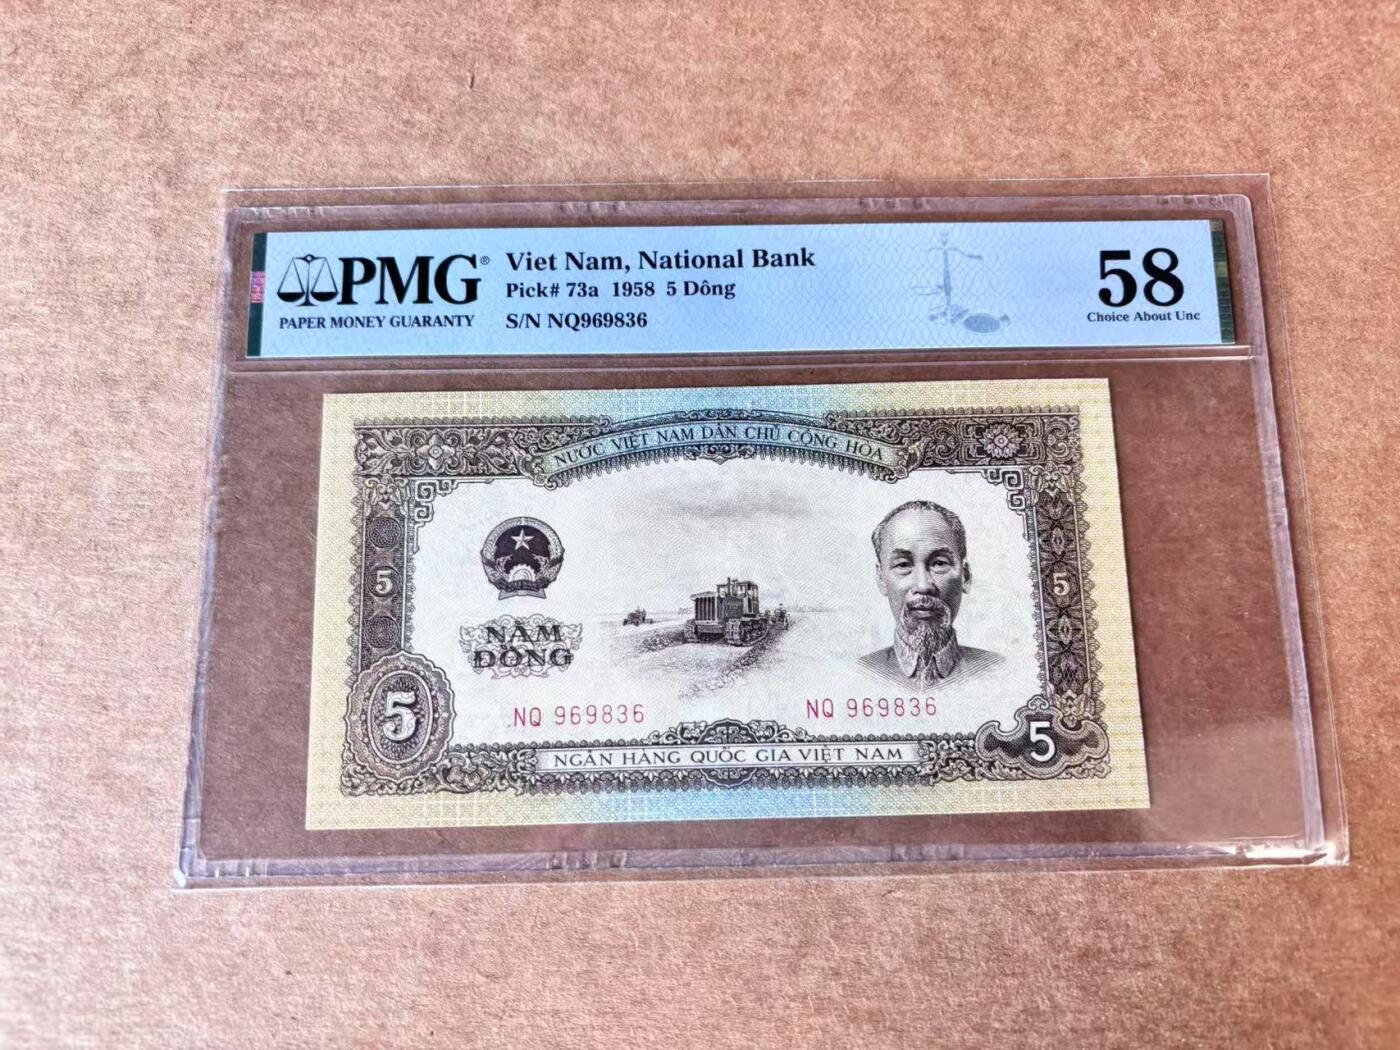 PMG®
PAPER MONEY GUARANTY
Viet Nam, National Bank
Pick# 73a 1958 5 Dông
S/N NQ969836
58
Choice About Unc
NƯỚC VIỆT NAM DÂN CHỦ CỘNG HÒA
5
5
NĂM
ĐỒNG
NQ 969836
NQ 969836
5
5
NGÂN HÀNG QUỐC GIA VIỆT NAM